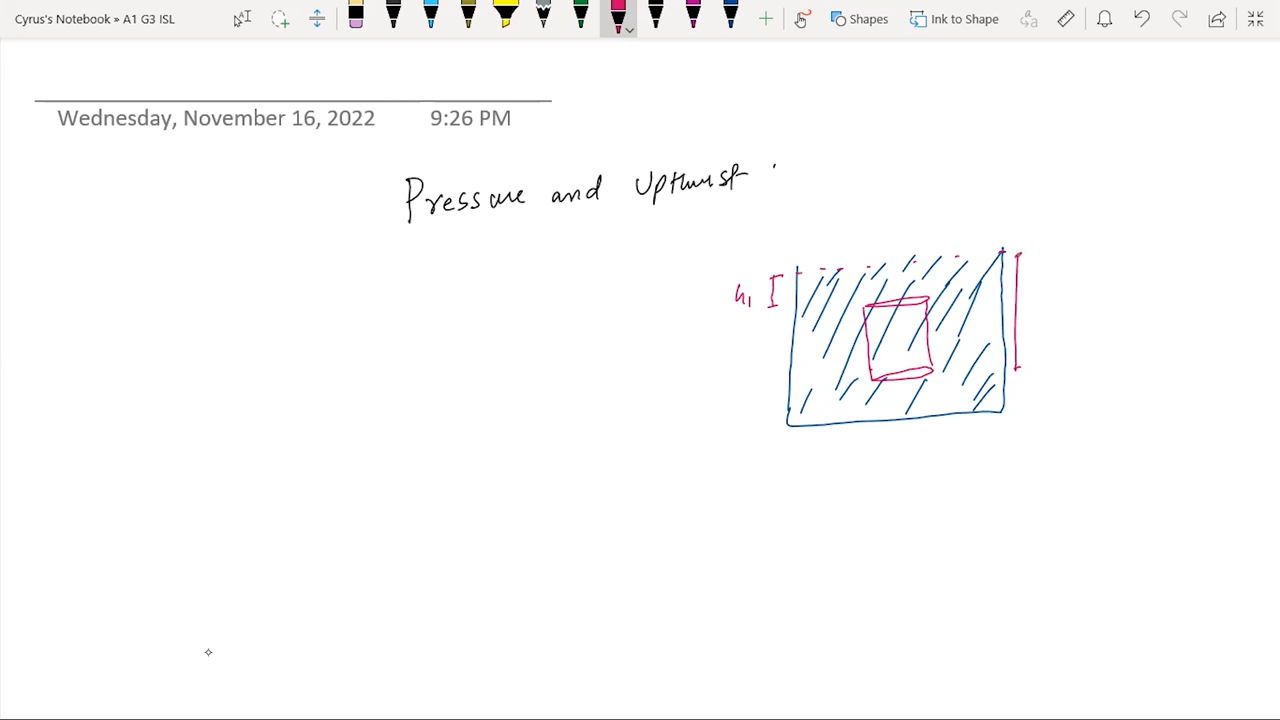 Cyrus's Notebook » A1 G3 ISL
Shapes
Ink to Shape
Wednesday, November 16, 2022 9:26 PM
Pressure and Upthrust
h₁